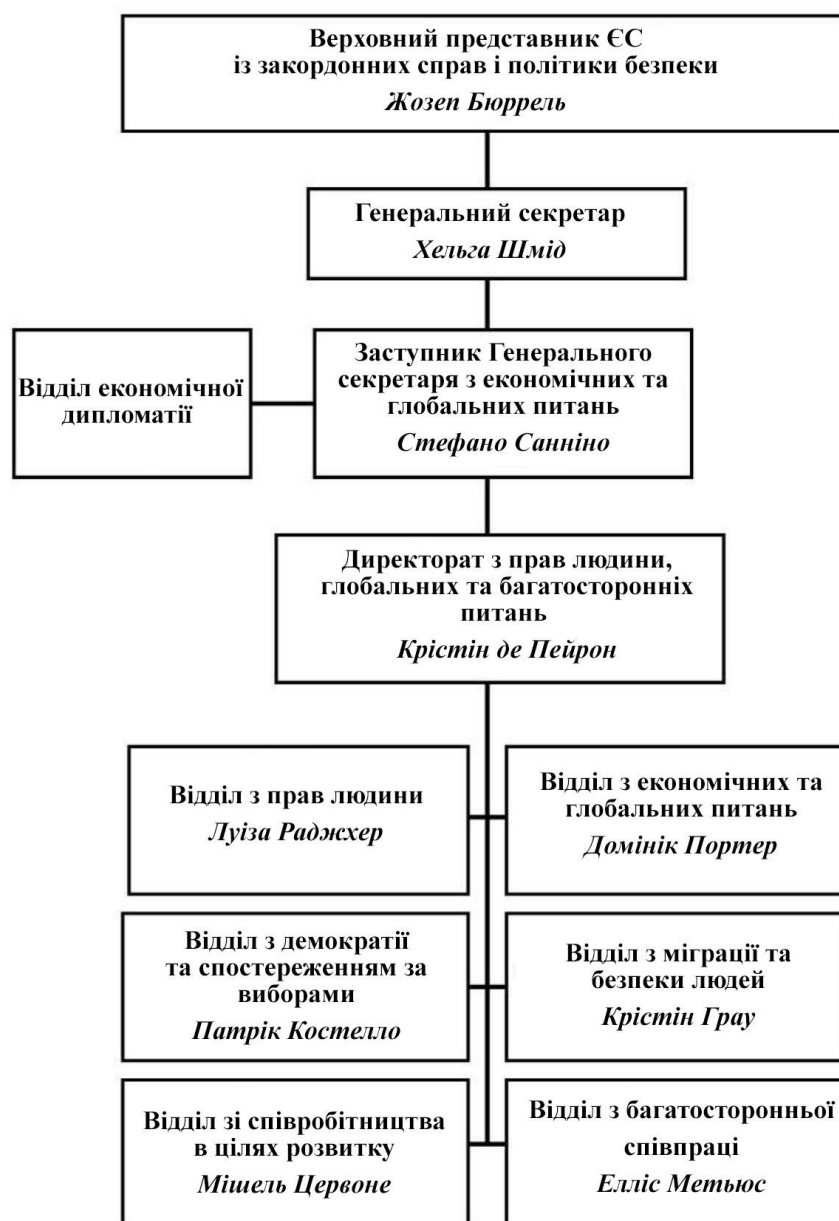 Верховний представник ЄС
із закордонних справ і політики безпеки
Жозеп Бюррель
Генеральний секретар
Хельга Шмід
Відділ економічної
дипломатії
Заступник Генерального
секретаря з економічних та
глобальних питань
Стефано Санніно
Директорат з прав людини,
глобальних та багатосторонніх
питань
Крістін де Пейрон
Відділ з прав людини
Луіза Раджхер
Відділ з економічних та
глобальних питань
Домінік Портер
Відділ з демократії
та спостереженням за
виборами
Патрік Костелло
Відділ з міграції та
безпеки людей
Крістін Грау
Відділ зі співробітництва
в цілях розвитку
Мішель Цервоне
Відділ з багатосторонньої
співпраці
Елліс Метьюс